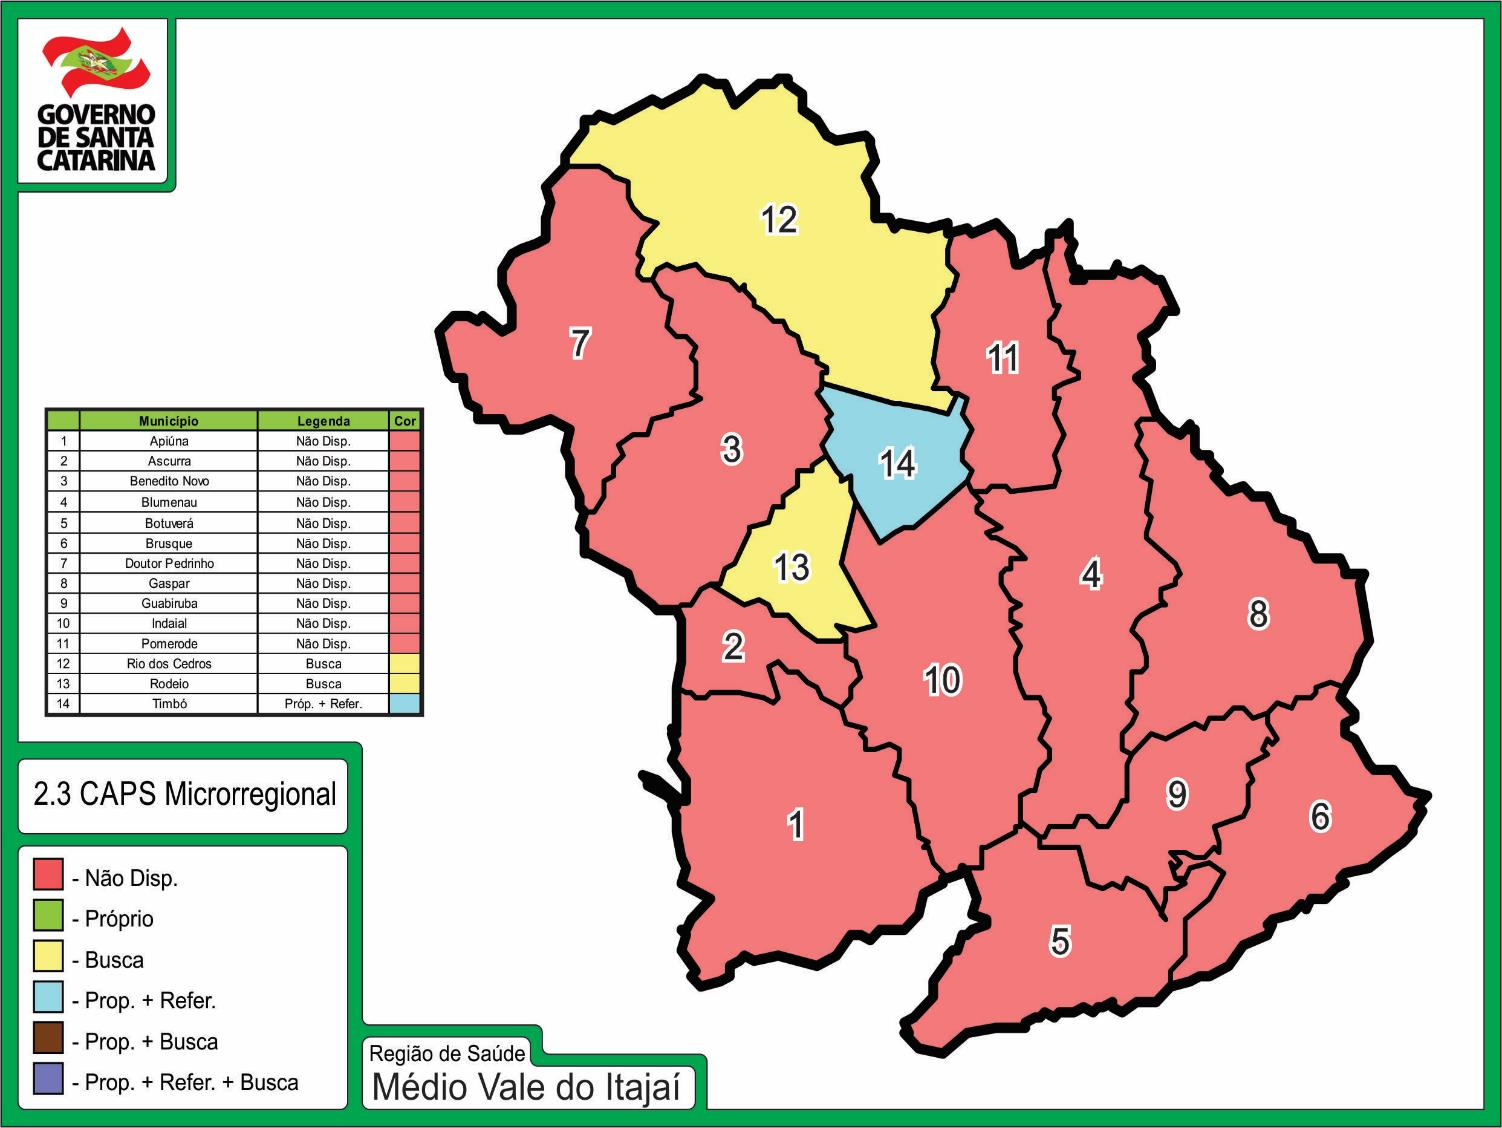 GOVERNO
DE SANTA
CATARINA
12
7
11
3
14
13
4
8
2
10
9
1
6
5
Município Legenda Cor
1 Apiúna Não Disp.
2 Ascurra Não Disp.
3 Benedito Novo Não Disp.
4 Blumenau Não Disp.
5 Botuverá Não Disp.
6 Brusque Não Disp.
7 Doutor Pedrinho Não Disp.
8 Gaspar Não Disp.
9 Guabiruba Não Disp.
10 Indaial Não Disp.
11 Pomerode Não Disp.
12 Rio dos Cedros Busca
13 Rodeio Busca
14 Timbó Próp. + Refer.
2.3 CAPS Microrregional
- Não Disp.
- Próprio
- Busca
- Prop. + Refer.
- Prop. + Busca
- Prop. + Refer. + Busca
Região de Saúde
Médio Vale do Itajaí